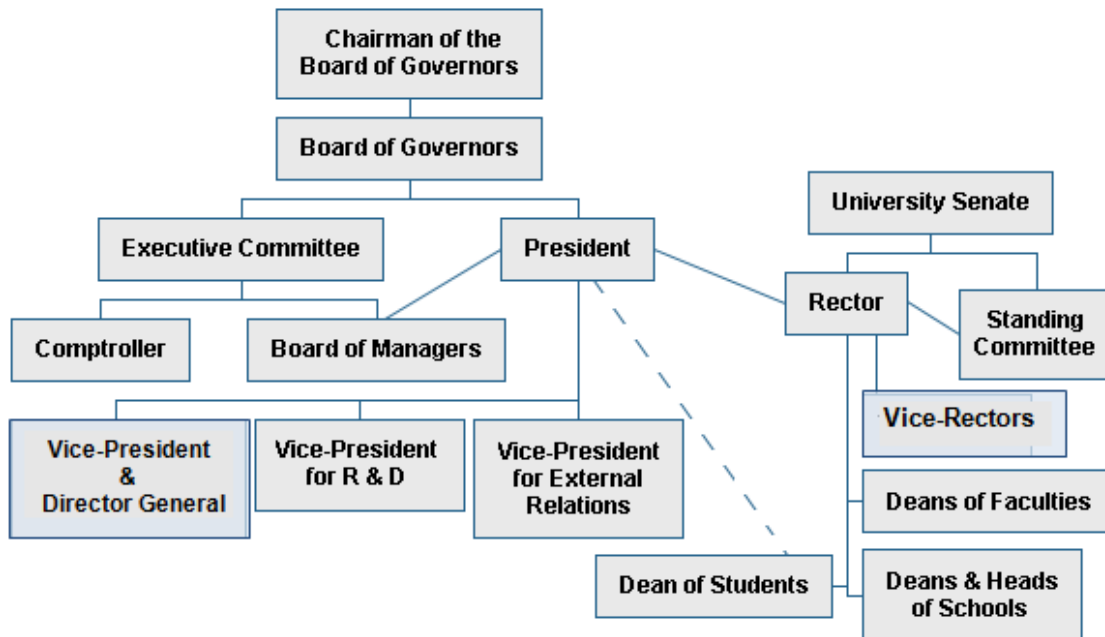 Chairman of the
Board of Governors
Board of Governors
University Senate
Executive Committee
President
Rector
Standing
Committee
Comptroller
Board of Managers
Vice-Rectors
Vice-President
&
Director General
Vice-President
for R & D
Vice-President
for External
Relations
Deans of Faculties
Dean of Students
Deans & Heads
of Schools